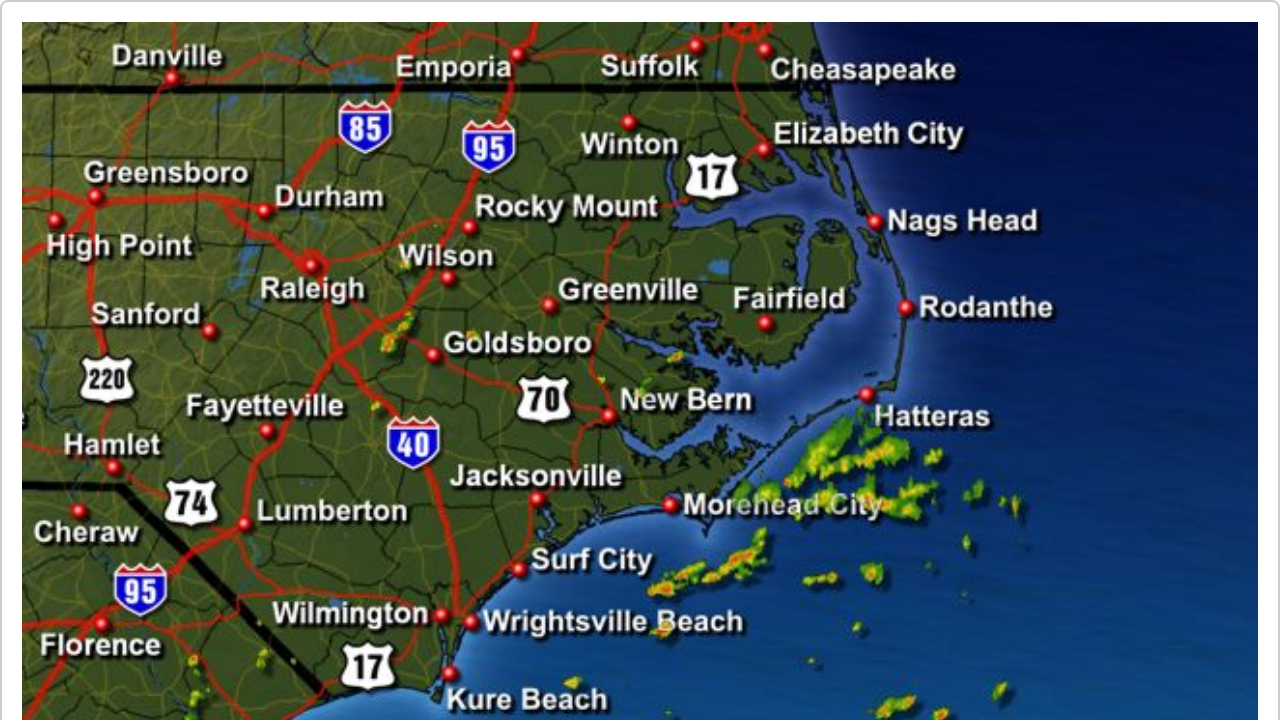 Danville
Emporia
Suffolk
Cheasapeake
85
95
Winton
Elizabeth City
17
Greensboro
Durham
Rocky Mount
Nags Head
High Point
Wilson
Raleigh
Greenville
Fairfield
Rodanthe
Sanford
Goldsboro
220
70
New Bern
Fayetteville
Hatteras
40
Hamlet
Jacksonville
74
Morehead City
Lumberton
Cheraw
Surf City
95
Wilmington
Wrightsville Beach
Florence
17
Kure Beach